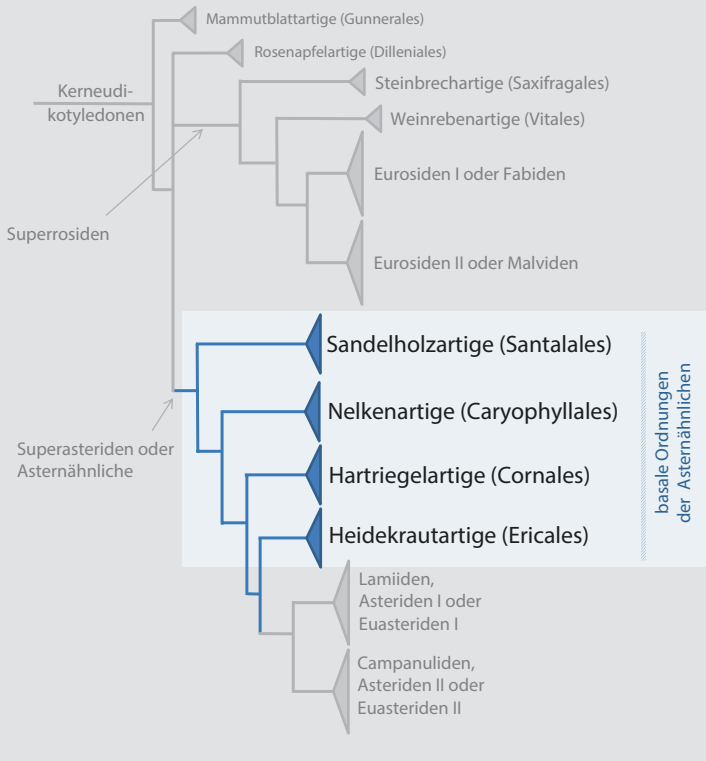 Mammutblattartige (Gunnerales)
Rosenapfelartige (Dilleniales)
Steinbrechartige (Saxifragales)
Kerneudi-
kotyledonen
Weinrebenartige (Vitales)
Eurosiden I oder Fabiden
Superrosiden
Eurosiden II oder Malviden
Sandelholzartige (Santalales)
Nelkenartige (Caryophyllales)
Superasteriden oder
Asternähnliche
Hartriegelartige (Cornales)
Heidekrautartige (Ericales)
basale Ordnungen
der Asternähnlichen
Lamiiden,
Asteriden I oder
Euasteriden I
Campanuliden,
Asteriden II oder
Euasteriden II